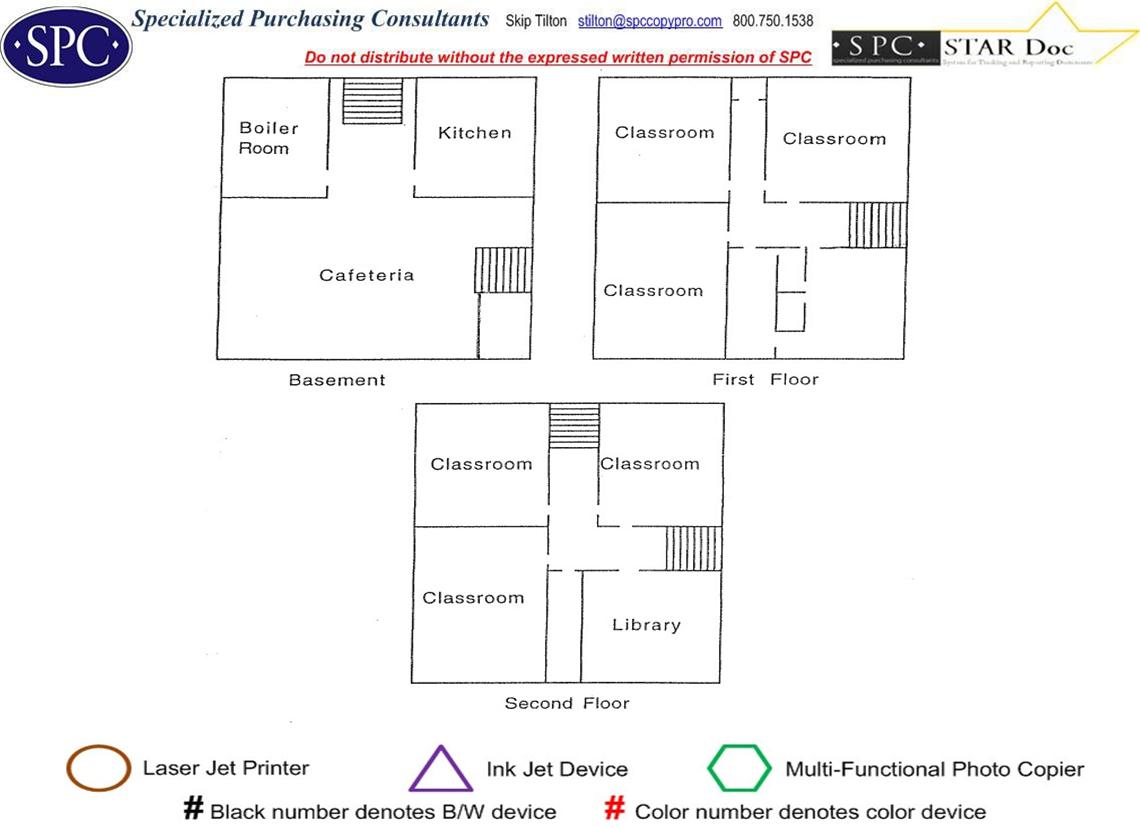 SPC
Specialized Purchasing Consultants Skip Tilton stilton@spccopypro.com 800.750.1538
Do not distribute without the expressed written permission of SPC
SPC
specialized purchasing consultants
STAR Doc
System for Tracking and Reporting Documents
Boiler
Room
Kitchen
Cafeteria
Basement
Classroom
Classroom
Classroom
First Floor
Classroom
Classroom
Classroom
Library
Second Floor
Laser Jet Printer
Ink Jet Device
Multi-Functional Photo Copier
# Black number denotes B/W device
# Color number denotes color device